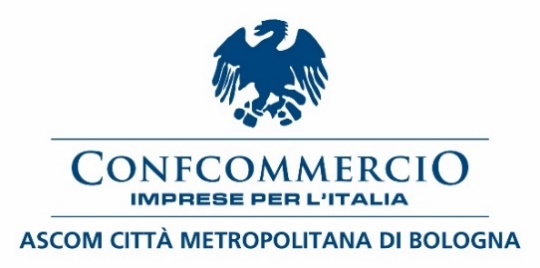 CONFCOMMERCIO
IMPRESE PER L'ITALIA
ASCOM CITTÀ METROPOLITANA DI BOLOGNA